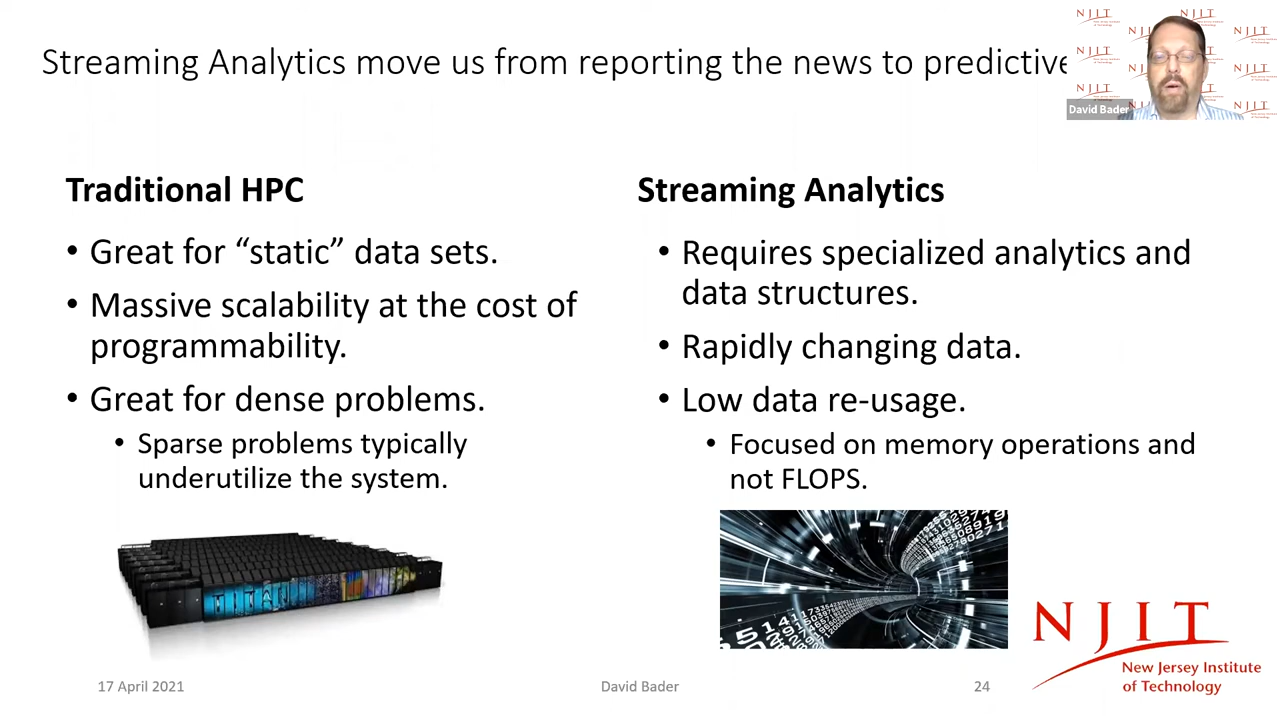 Streaming Analytics move us from reporting the news to predictive
David Bader
Traditional HPC
• Great for “static” data sets.
• Massive scalability at the cost of
programmability.
• Great for dense problems.
• Sparse problems typically
underutilize the system.
TITAN
Streaming Analytics
• Requires specialized analytics and
data structures.
• Rapidly changing data.
• Low data re-usage.
• Focused on memory operations and
not FLOPS.
NJIT
New Jersey Institute
of Technology
17 April 2021
David Bader
24